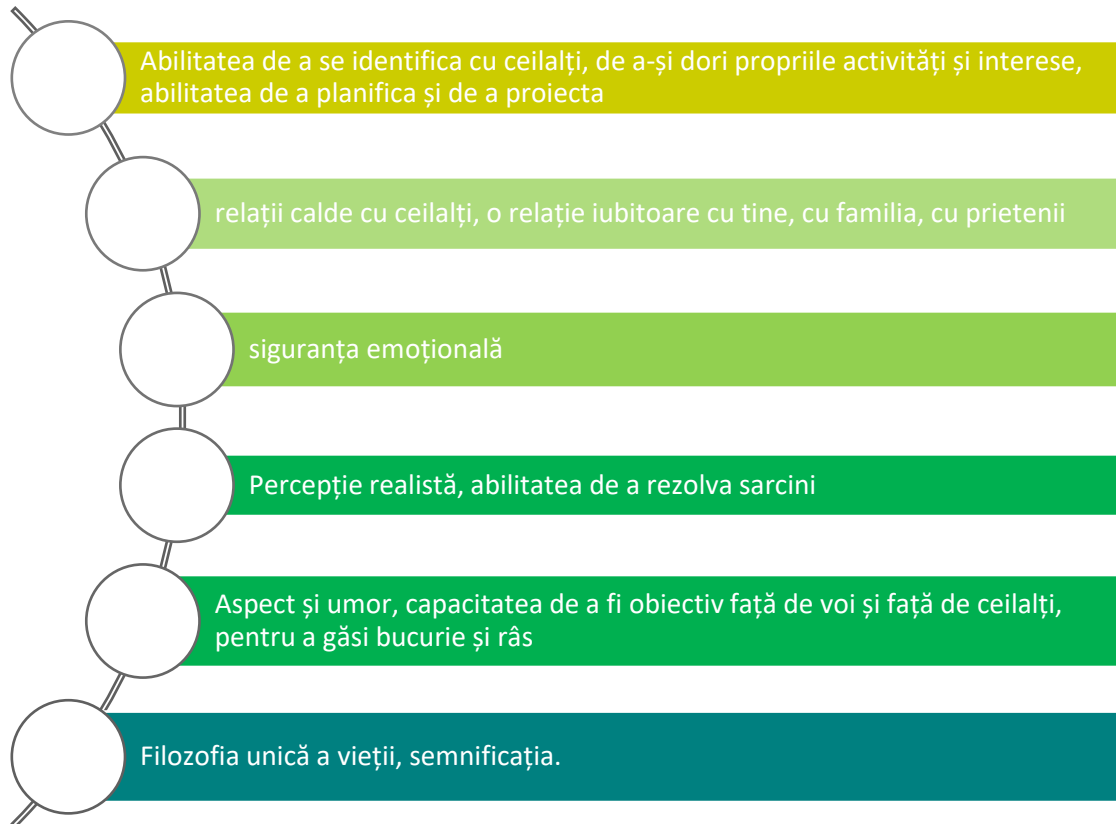 Abilitatea de a se identifica cu ceilalți, de a-și dori propriile activități și interese,
abilitatea de a planifica și de a proiecta
relații calde cu ceilalți, o relație iubitoare cu tine, cu familia, cu prietenii
siguranța emoțională
Percepție realistă, abilitatea de a rezolva sarcini
Aspect și umor, capacitatea de a fi obiectiv față de voi și față de ceilalți,
pentru a găsi bucurie și râs
Filozofia unică a vieții, semnificația.